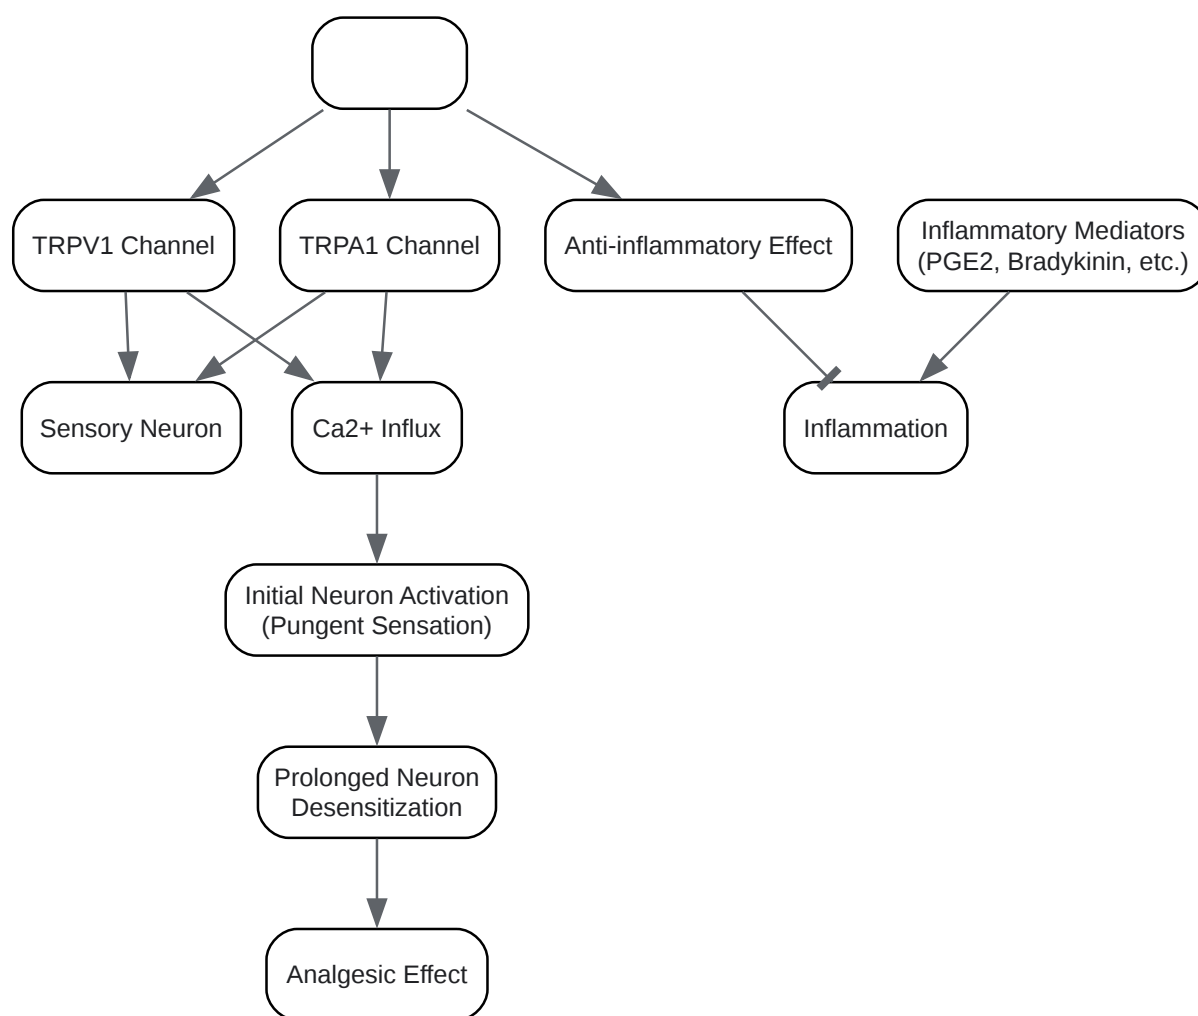 TRPV1 Channel
TRPA1 Channel
Anti-inflammatory Effect
Inflammatory Mediators
(PGE2, Bradykinin, etc.)
Sensory Neuron
Ca2+ Influx
Inflammation
Initial Neuron Activation
(Pungent Sensation)
Prolonged Neuron
Desensitization
Analgesic Effect